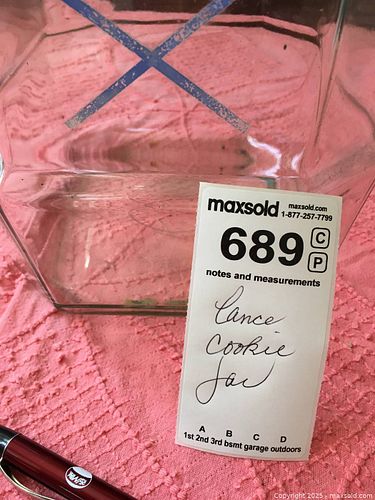 maxsold maxsold.com
1-877-257-7799
689 C
P
notes and measurements
Lance
Cookie
Jar
A B C D
1st 2nd 3rd bsmt garage outdoors
Copyright 2025 - maxsold.com